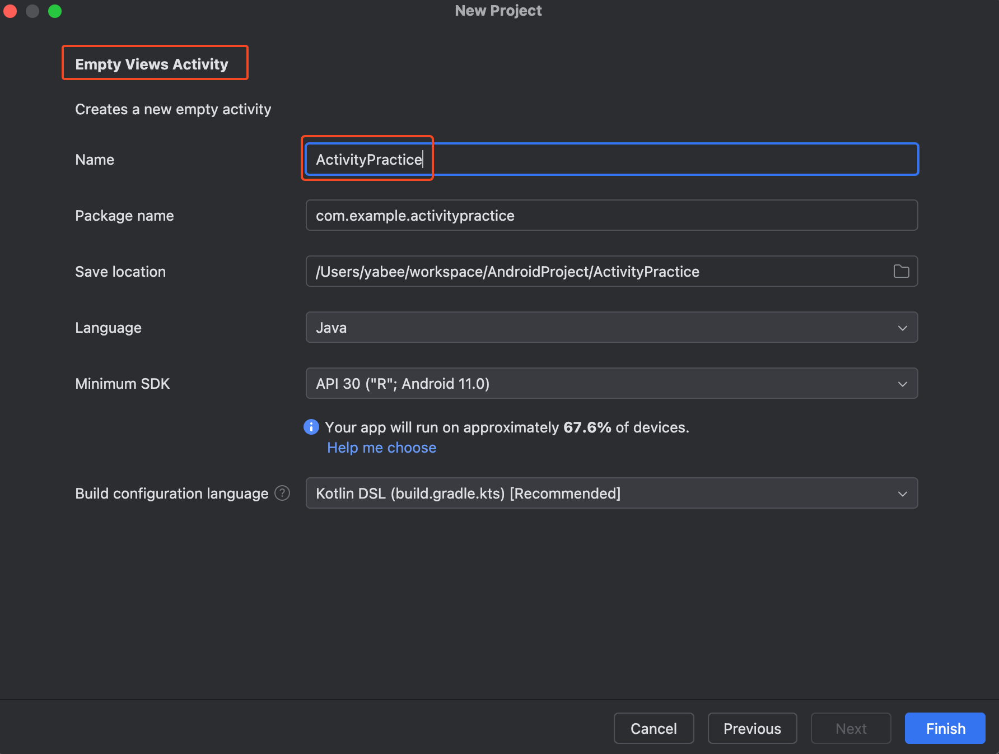 New Project
Empty Views Activity
Creates a new empty activity
Name
ActivityPractice
Package name
com.example.activitypractice
Save location
/Users/yabee/workspace/AndroidProject/ActivityPractice
Language
Java
Minimum SDK
API 30 ("R"; Android 11.0)
Your app will run on approximately 67.6% of devices.
Help me choose
Build configuration language ?
Kotlin DSL (build.gradle.kts) [Recommended]
Cancel
Previous
Next
Finish